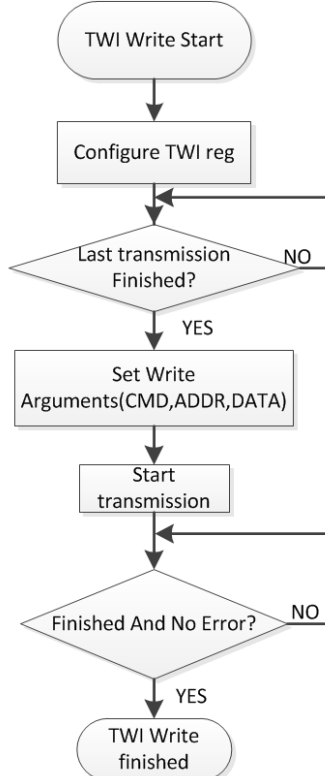 TWI Write Start
Configure TWI reg
Last transmission
Finished?
NO
YES
Set Write
Arguments(CMD,ADDR,DATA)
Start
transmission
Finished And No Error?
NO
YES
TWI Write
finished